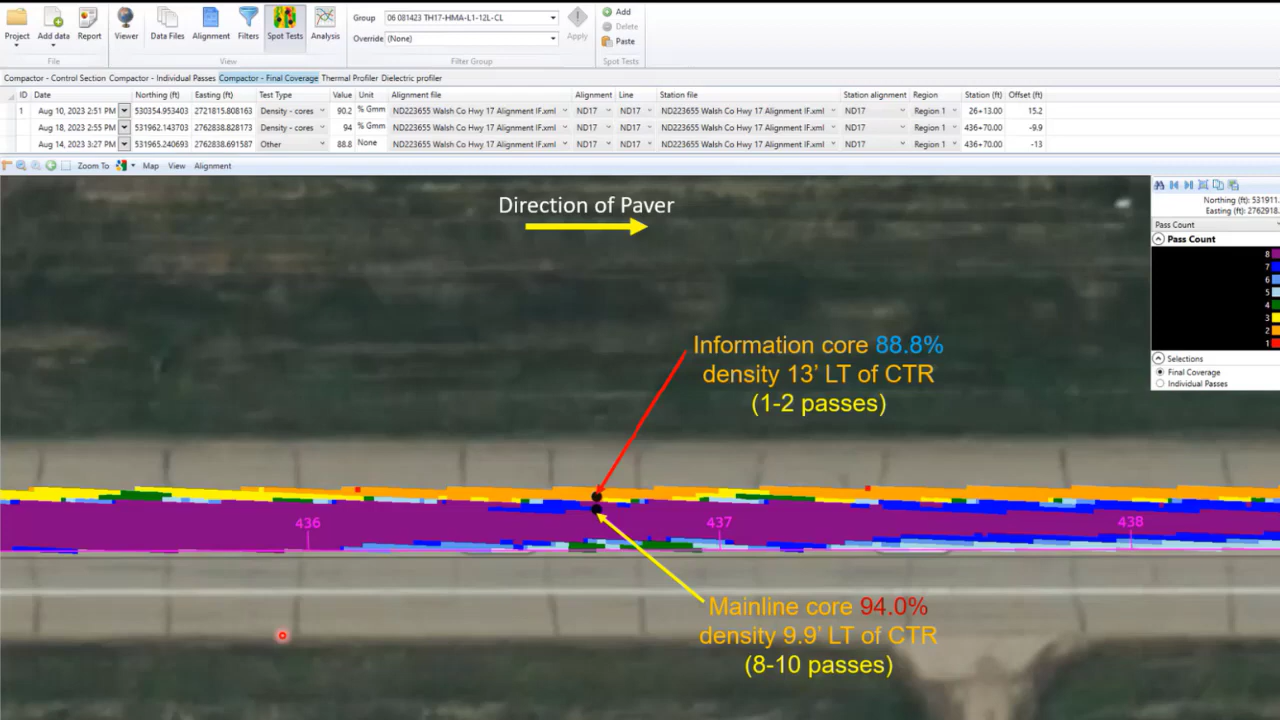 Project Add data Report Viewer Data Files Alignment Filters Spot Tests Analysis
Group 06 081423 TH17-HMA-L1-12L-CL
Override (None)
Apply
Add
Delete
Paste
File View Filter Group Spot Tests
Compactor - Control Section Compactor - Individual Passes Compactor - Final Coverage Thermal Profiler Dielectric profiler
ID Date Northing (ft) Easting (ft) Test Type Value Unit Alignment file Alignment Line Station file Station alignment Region Station (ft) Offset (ft)
1 Aug 10, 2023 2:51 PM 530354.953403 2721815.808163 Density - cores 90.2 % Gmm ND223655 Walsh Co Hwy 17 Alignment IF.xml ND17 ND17 ND223655 Walsh Co Hwy 17 Alignment IF.xml ND17 Region 1 26+13.00 15.2
Aug 18, 2023 2:55 PM 531962.143703 2762838.828173 Density - cores 94 % Gmm ND223655 Walsh Co Hwy 17 Alignment IF.xml ND17 ND17 ND223655 Walsh Co Hwy 17 Alignment IF.xml ND17 Region 1 436+70.00 -9.9
Aug 14, 2023 3:27 PM 531965.240693 2762838.691587 Other 88.8 None ND223655 Walsh Co Hwy 17 Alignment IF.xml ND17 ND17 ND223655 Walsh Co Hwy 17 Alignment IF.xml ND17 Region 1 436+70.00 -13
Zoom To Map View Alignment
Direction of Paver
Northing (ft): 531911.
Easting (ft): 2762918.
Pass Count
Pass Count
8
7
6
5
4
3
2
1
Selections
Final Coverage
Individual Passes
Information core 88.8%
density 13' LT of CTR
(1-2 passes)
436 437 438
Mainline core 94.0%
density 9.9' LT of CTR
(8-10 passes)